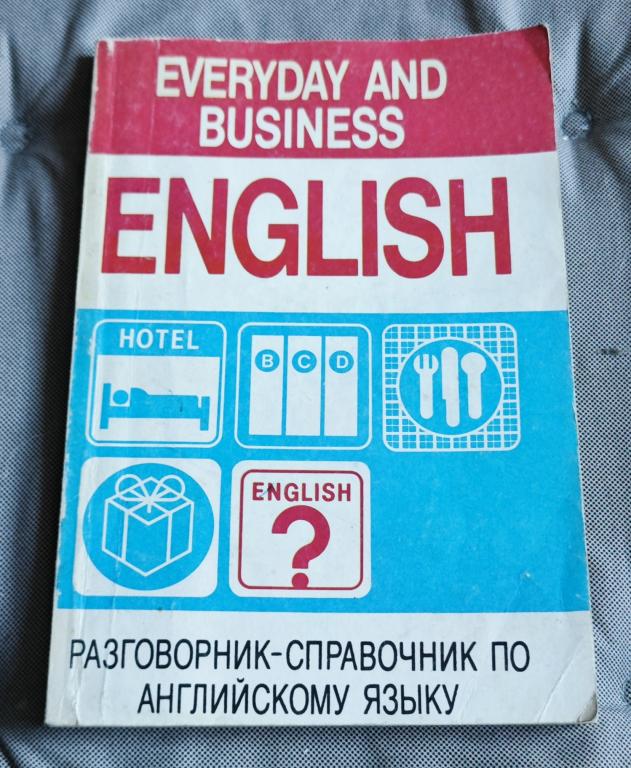 EVERYDAY AND
BUSINESS
ENGLISH
HOTEL
B C D
ENGLISH
?
РАЗГОВОРНИК-СПРАВОЧНИК ПО
АНГЛИЙСКОМУ ЯЗЫКУ